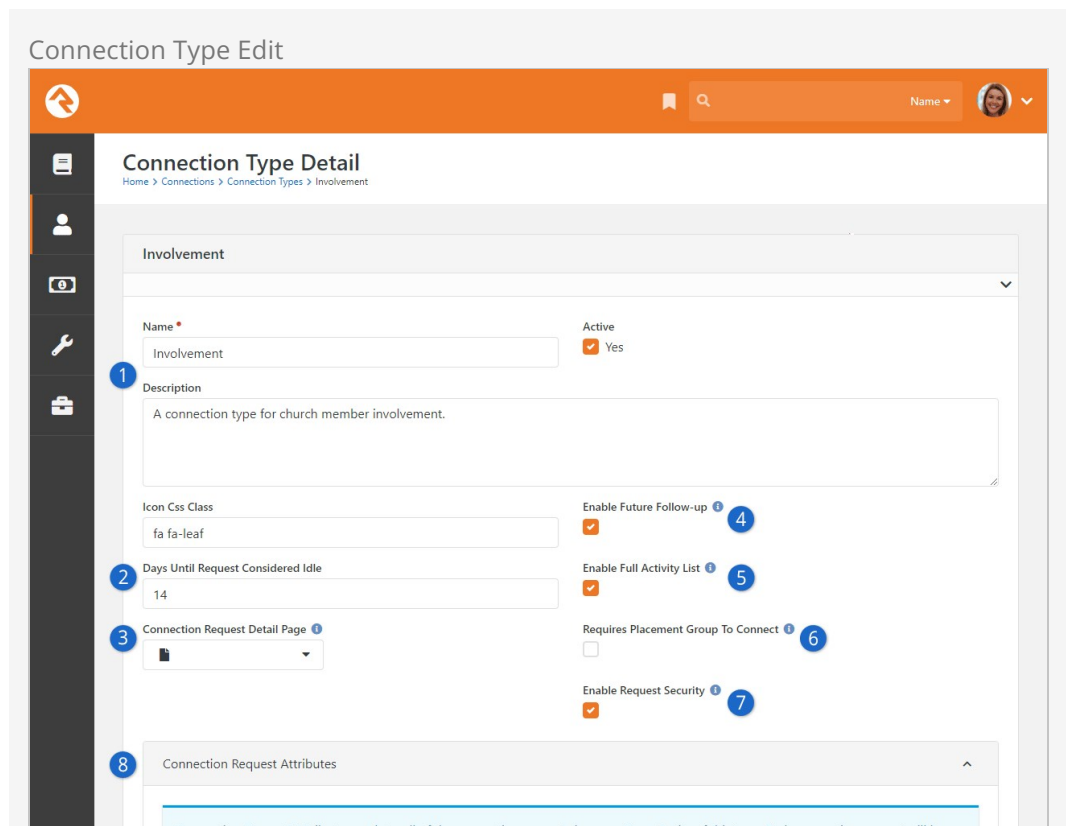 Connection Type Edit
Name
Connection Type Detail
Home > Connections > Connection Types > Involvement
Involvement
Name
Active
Involvement
Yes
1
Description
A connection type for church member involvement.
Icon Css Class
Enable Future Follow-up
4
fa fa-leaf
2
Days Until Request Considered Idle
Enable Full Activity List
5
14
3
Connection Request Detail Page
Requires Placement Group To Connect
6
Enable Request Security
7
8
Connection Request Attributes